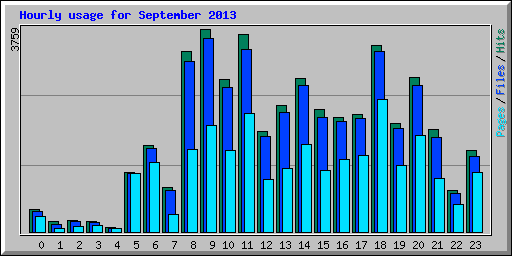 Hourly usage for September 2013
3759
Pages/Files/Hits
0 1 2 3 4 5 6 7 8 9 10 11 12 13 14 15 16 17 18 19 20 21 22 23